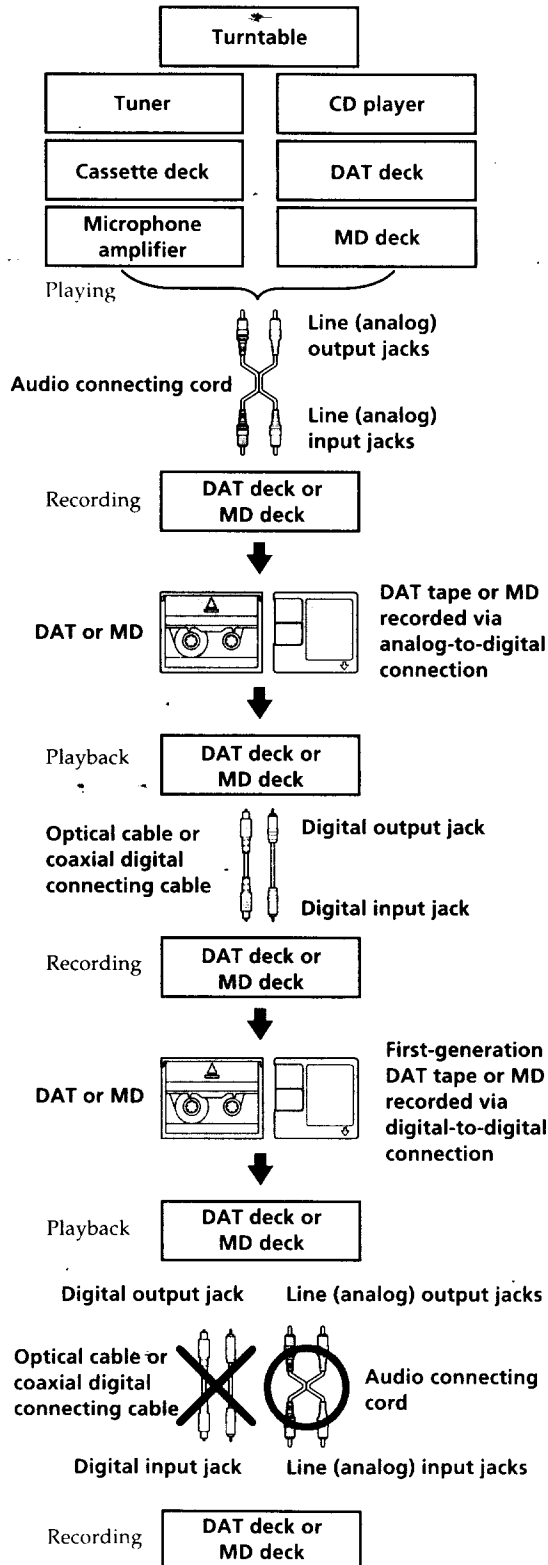 Turntable
Tuner
CD player
Cassette deck
DAT deck
Microphone
amplifier
MD deck
Playing
Line (analog)
output jacks
Audio connecting cord
Line (analog)
input jacks
Recording
DAT deck or
MD deck
DAT or MD
DAT tape or MD
recorded via
analog-to-digital
connection
Playback
DAT deck or
MD deck
Optical cable or
coaxial digital
connecting cable
Digital output jack
Digital input jack
Recording
DAT deck or
MD deck
DAT or MD
First-generation
DAT tape or MD
recorded via
digital-to-digital
connection
Playback
DAT deck or
MD deck
Digital output jack
Line (analog) output jacks
Optical cable or
coaxial digital
connecting cable
Audio connecting
cord
Digital input jack
Line (analog) input jacks
Recording
DAT deck or
MD deck